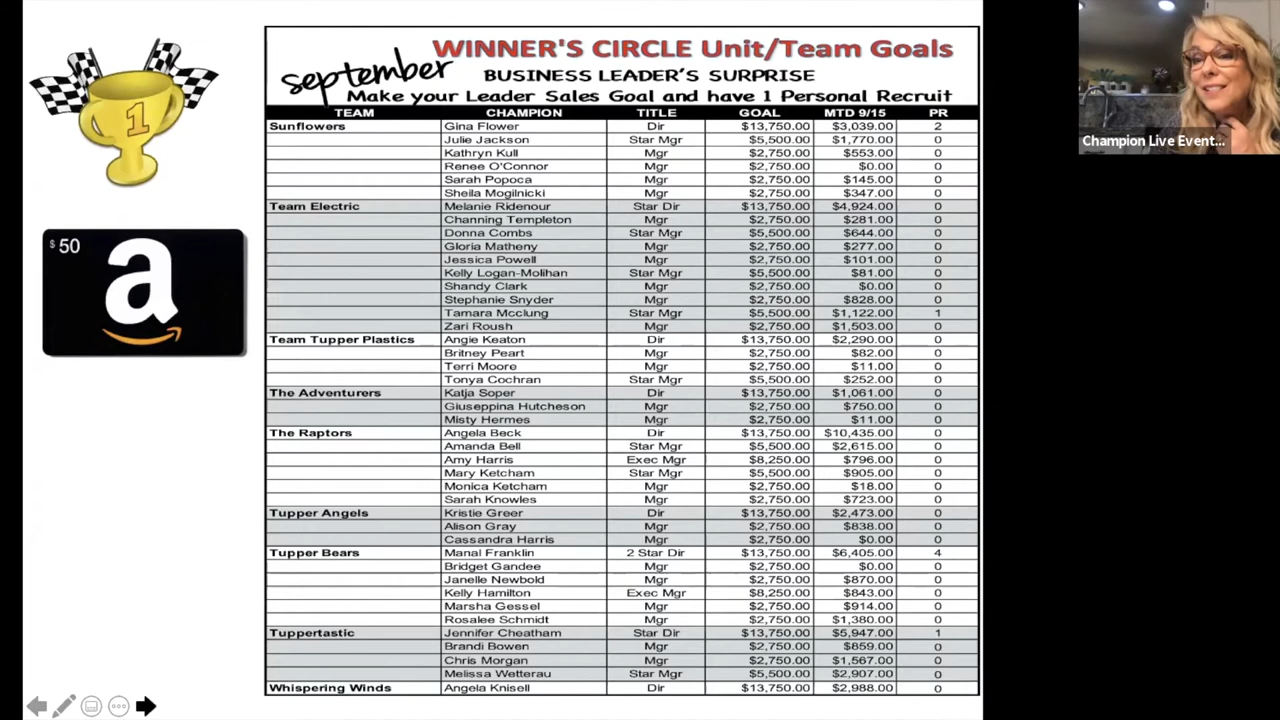 WINNER'S CIRCLE Unit/Team Goals
september
BUSINESS LEADER'S SURPRISE
Make your Leader Sales Goal and have 1 Personal Recruit
TEAM CHAMPION TITLE GOAL MTD 9/15 PR
Sunflowers Gina Flower Dir $13,750.00 $3,039.00 2
Julie Jackson Star Mgr $5,500.00 $1,770.00 0
Kathryn Kull Mgr $2,750.00 $553.00 0
Renee O'Connor Mgr $2,750.00 $0.00 0
Sarah Popoca Mgr $2,750.00 $145.00 0
Sheila Mogilnicki Mgr $2,750.00 $347.00 0
Team Electric Melanie Ridenour Star Dir $13,750.00 $4,924.00 0
Channing Templeton Mgr $2,750.00 $281.00 0
Donna Combs Star Mgr $5,500.00 $644.00 0
Gloria Matheny Mgr $2,750.00 $277.00 0
Jessica Powell Mgr $2,750.00 $101.00 0
Kelly Logan-Molihan Star Mgr $5,500.00 $81.00 0
Shandy Clark Mgr $2,750.00 $0.00 0
Stephanie Snyder Mgr $2,750.00 $828.00 0
Tamara Mcclung Star Mgr $5,500.00 $1,122.00 1
Zari Roush Mgr $2,750.00 $1,503.00 0
Team Tupper Plastics Angie Keaton Dir $13,750.00 $2,290.00 0
Britney Peart Mgr $2,750.00 $82.00 0
Terri Moore Mgr $2,750.00 $11.00 0
Tonya Cochran Star Mgr $5,500.00 $252.00 0
The Adventurers Katja Soper Dir $13,750.00 $1,061.00 0
Giuseppina Hutcheson Mgr $2,750.00 $750.00 0
Misty Hermes Mgr $2,750.00 $11.00 0
The Raptors Angela Beck Dir $13,750.00 $10,435.00 0
Amanda Bell Star Mgr $5,500.00 $2,615.00 0
Amy Harris Exec Mgr $8,250.00 $796.00 0
Mary Ketcham Star Mgr $5,500.00 $905.00 0
Monica Ketcham Mgr $2,750.00 $18.00 0
Sarah Knowles Mgr $2,750.00 $723.00 0
Tupper Angels Kristie Greer Dir $13,750.00 $2,473.00 0
Alison Gray Mgr $2,750.00 $838.00 0
Cassandra Harris Mgr $2,750.00 $0.00 0
Tupper Bears Manal Franklin 2 Star Dir $13,750.00 $6,405.00 4
Bridget Gandee Mgr $2,750.00 $0.00 0
Janelle Newbold Mgr $2,750.00 $870.00 0
Kelly Hamilton Exec Mgr $8,250.00 $843.00 0
Marsha Gessel Mgr $2,750.00 $914.00 0
Rosalee Schmidt Mgr $2,750.00 $1,380.00 0
Tuppertastic Jennifer Cheatham Star Dir $13,750.00 $5,947.00 1
Brandi Bowen Mgr $2,750.00 $859.00 0
Chris Morgan Mgr $2,750.00 $1,567.00 0
Melissa Wetterau Star Mgr $5,500.00 $2,907.00 0
Whispering Winds Angela Knisell Dir $13,750.00 $2,988.00 0
1
$50
a
Champion Live Event...